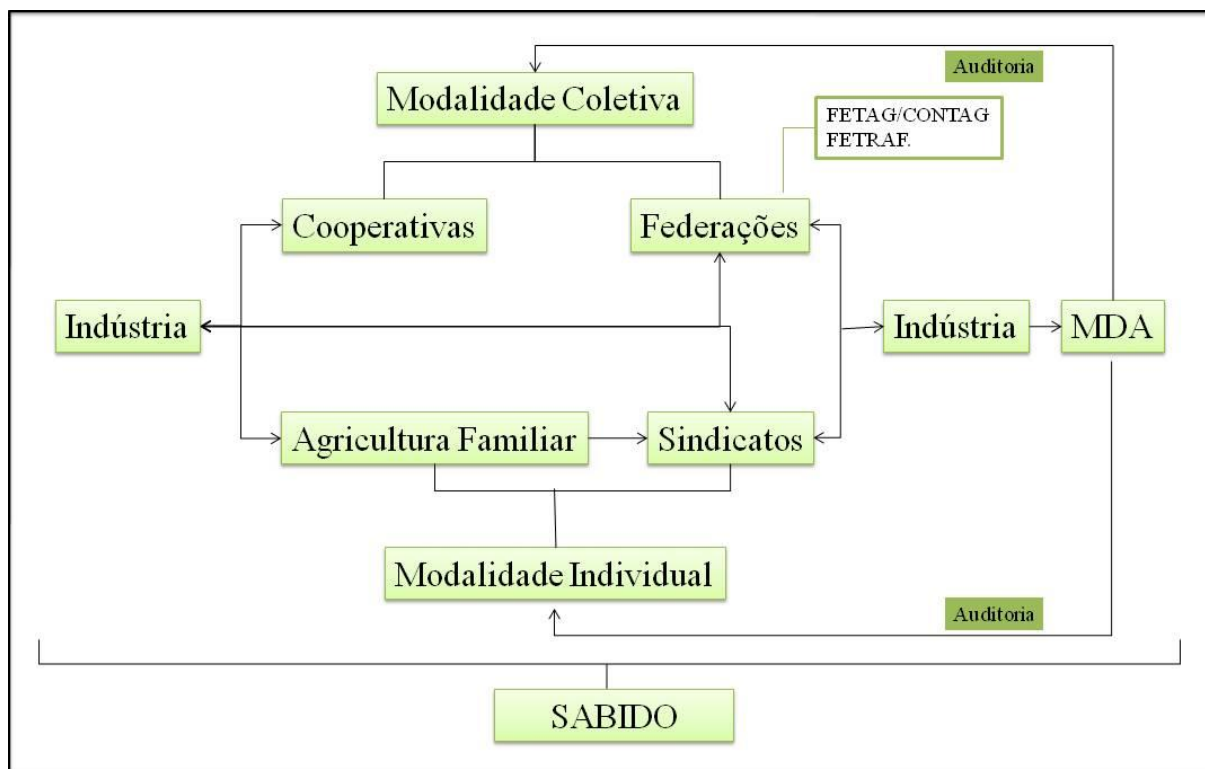 Auditoria
Modalidade Coletiva
FETAG/CONTAG
FETRAF.
Cooperativas
Federações
Indústria
Indústria
MDA
Agricultura Familiar
Sindicatos
Modalidade Individual
Auditoria
SABIDO